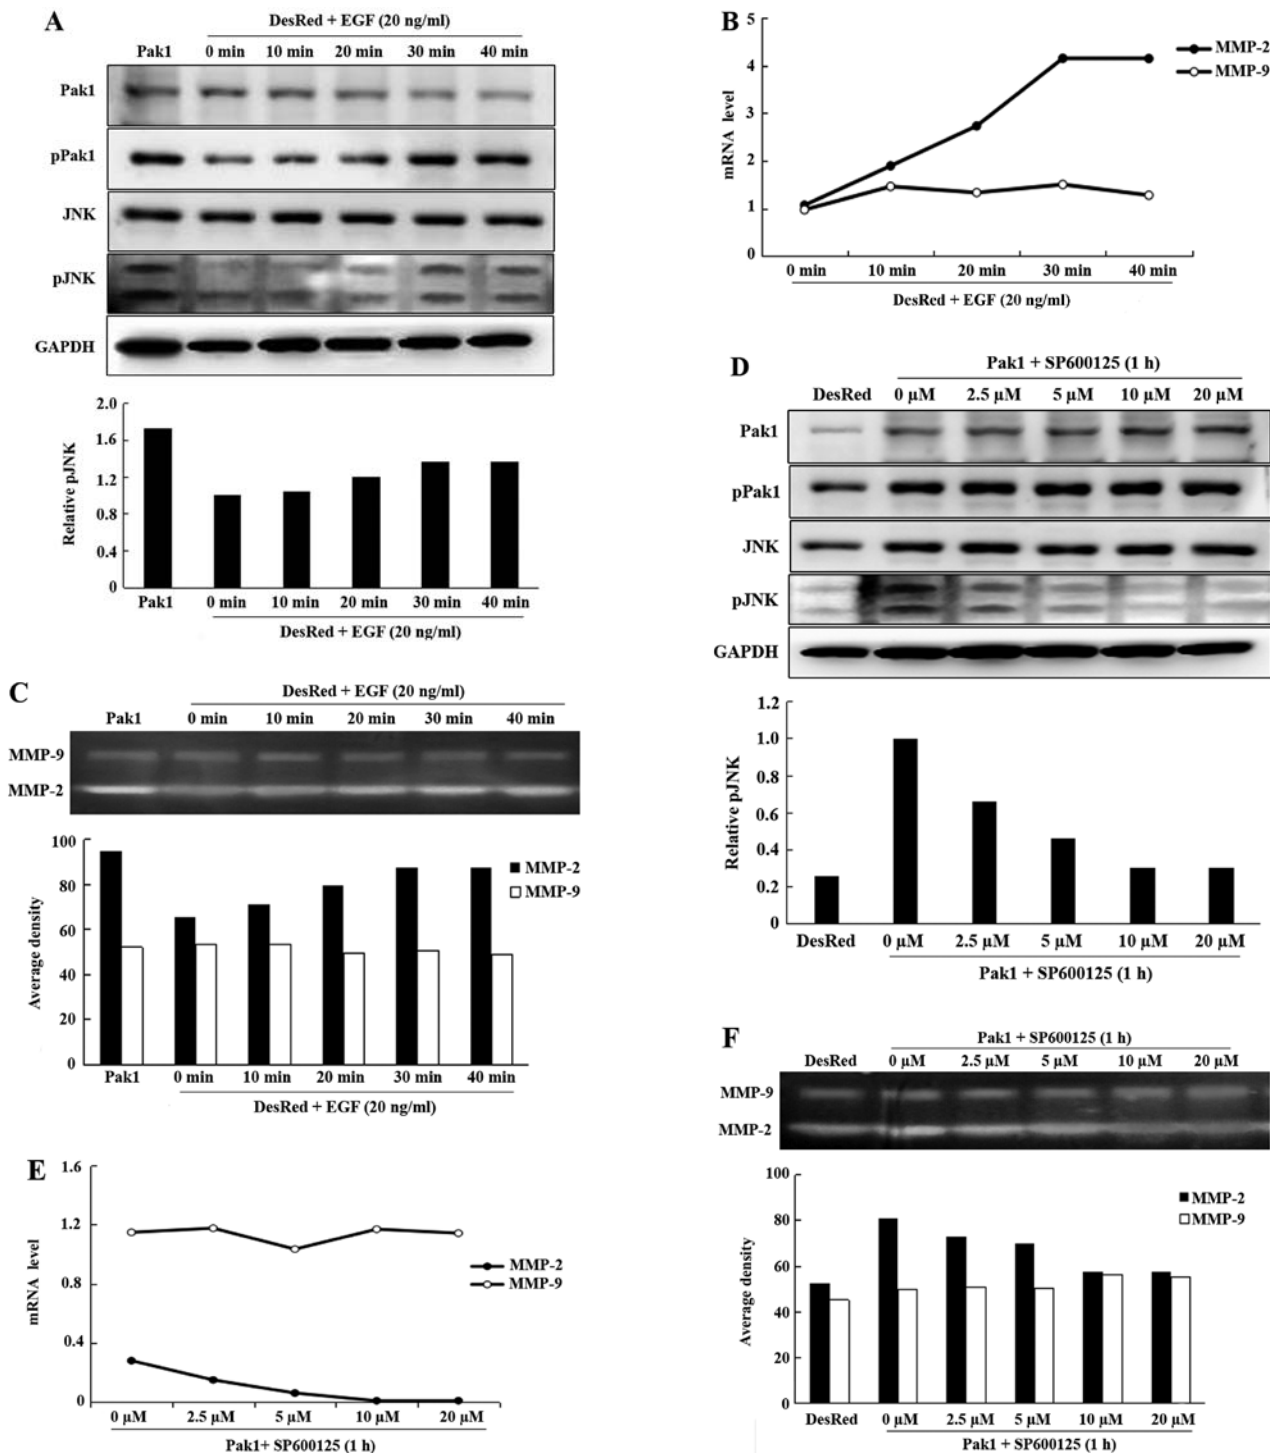 A
DesRed + EGF (20 ng/ml)
Pak1 0 min 10 min 20 min 30 min 40 min
Pak1
pPak1
JNK
pJNK
GAPDH
2.0
1.6
1.2
0.8
0.4
0
Relative pJNK
Pak1 0 min 10 min 20 min 30 min 40 min
DesRed + EGF (20 ng/ml)
B
5
4
3
2
1
0
mRNA level
MMP-2
MMP-9
0 min 10 min 20 min 30 min 40 min
DesRed + EGF (20 ng/ml)
C
DesRed + EGF (20 ng/ml)
Pak1 0 min 10 min 20 min 30 min 40 min
MMP-9
MMP-2
100
80
60
40
20
0
Average density
MMP-2
MMP-9
Pak1 0 min 10 min 20 min 30 min 40 min
DesRed + EGF (20 ng/ml)
D
Pak1 + SP600125 (1 h)
DesRed 0 µM 2.5 µM 5 µM 10 µM 20 µM
Pak1
pPak1
JNK
pJNK
GAPDH
1.2
1.0
0.8
0.6
0.4
0.2
0
Relative pJNK
DesRed 0 µM 2.5 µM 5 µM 10 µM 20 µM
Pak1 + SP600125 (1 h)
E
1.6
1.2
0.8
0.4
0
mRNA level
MMP-2
MMP-9
0 µM 2.5 µM 5 µM 10 µM 20 µM
Pak1+ SP600125 (1 h)
F
Pak1 + SP600125 (1 h)
DesRed 0 µM 2.5 µM 5 µM 10 µM 20 µM
MMP-9
MMP-2
100
80
60
40
20
0
Average density
MMP-2
MMP-9
DesRed 0 µM 2.5 µM 5 µM 10 µM 20 µM
Pak1 + SP600125 (1 h)